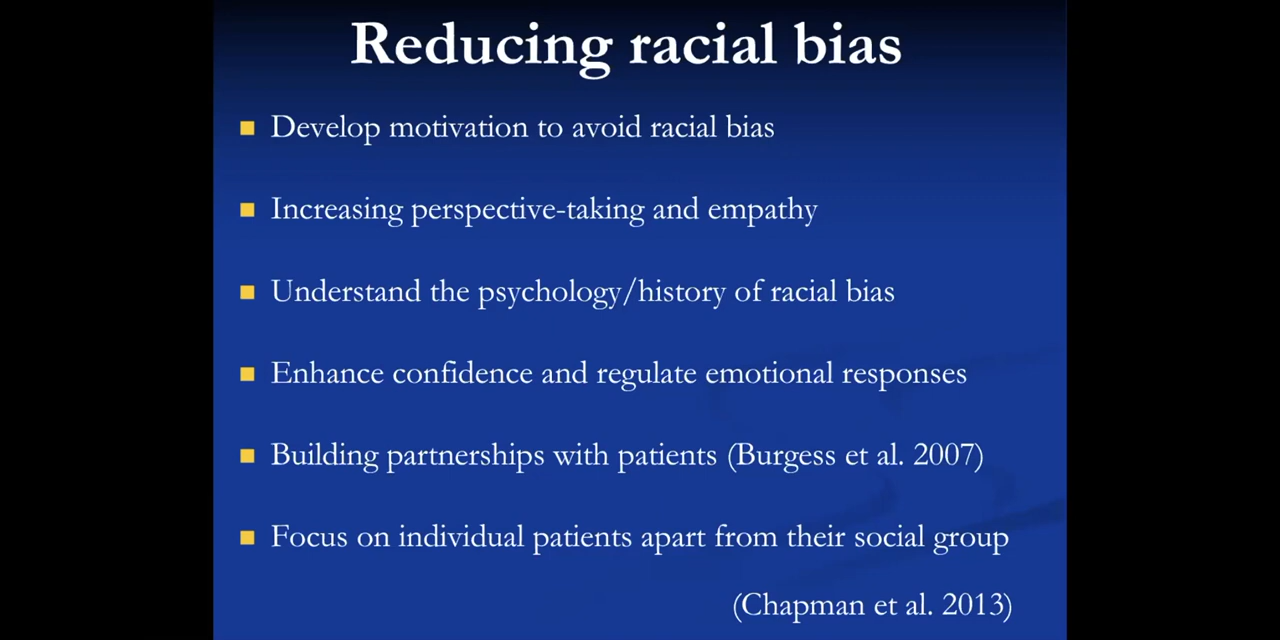 Reducing racial bias
Develop motivation to avoid racial bias
Increasing perspective-taking and empathy
Understand the psychology/history of racial bias
Enhance confidence and regulate emotional responses
Building partnerships with patients (Burgess et al. 2007)
Focus on individual patients apart from their social group
(Chapman et al. 2013)